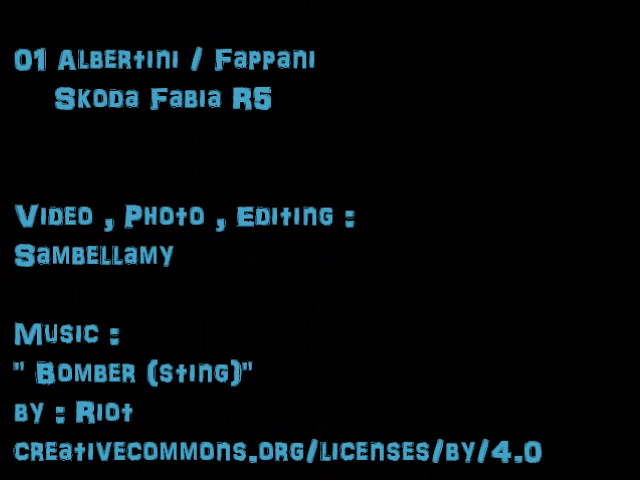 01 Albertini / Fappani
Skoda Fabia R5
Video , Photo , Editing :
Sambellamy
Music :
" Bomber (sting)"
by : Riot
creativecommons.org/licenses/by/4.0